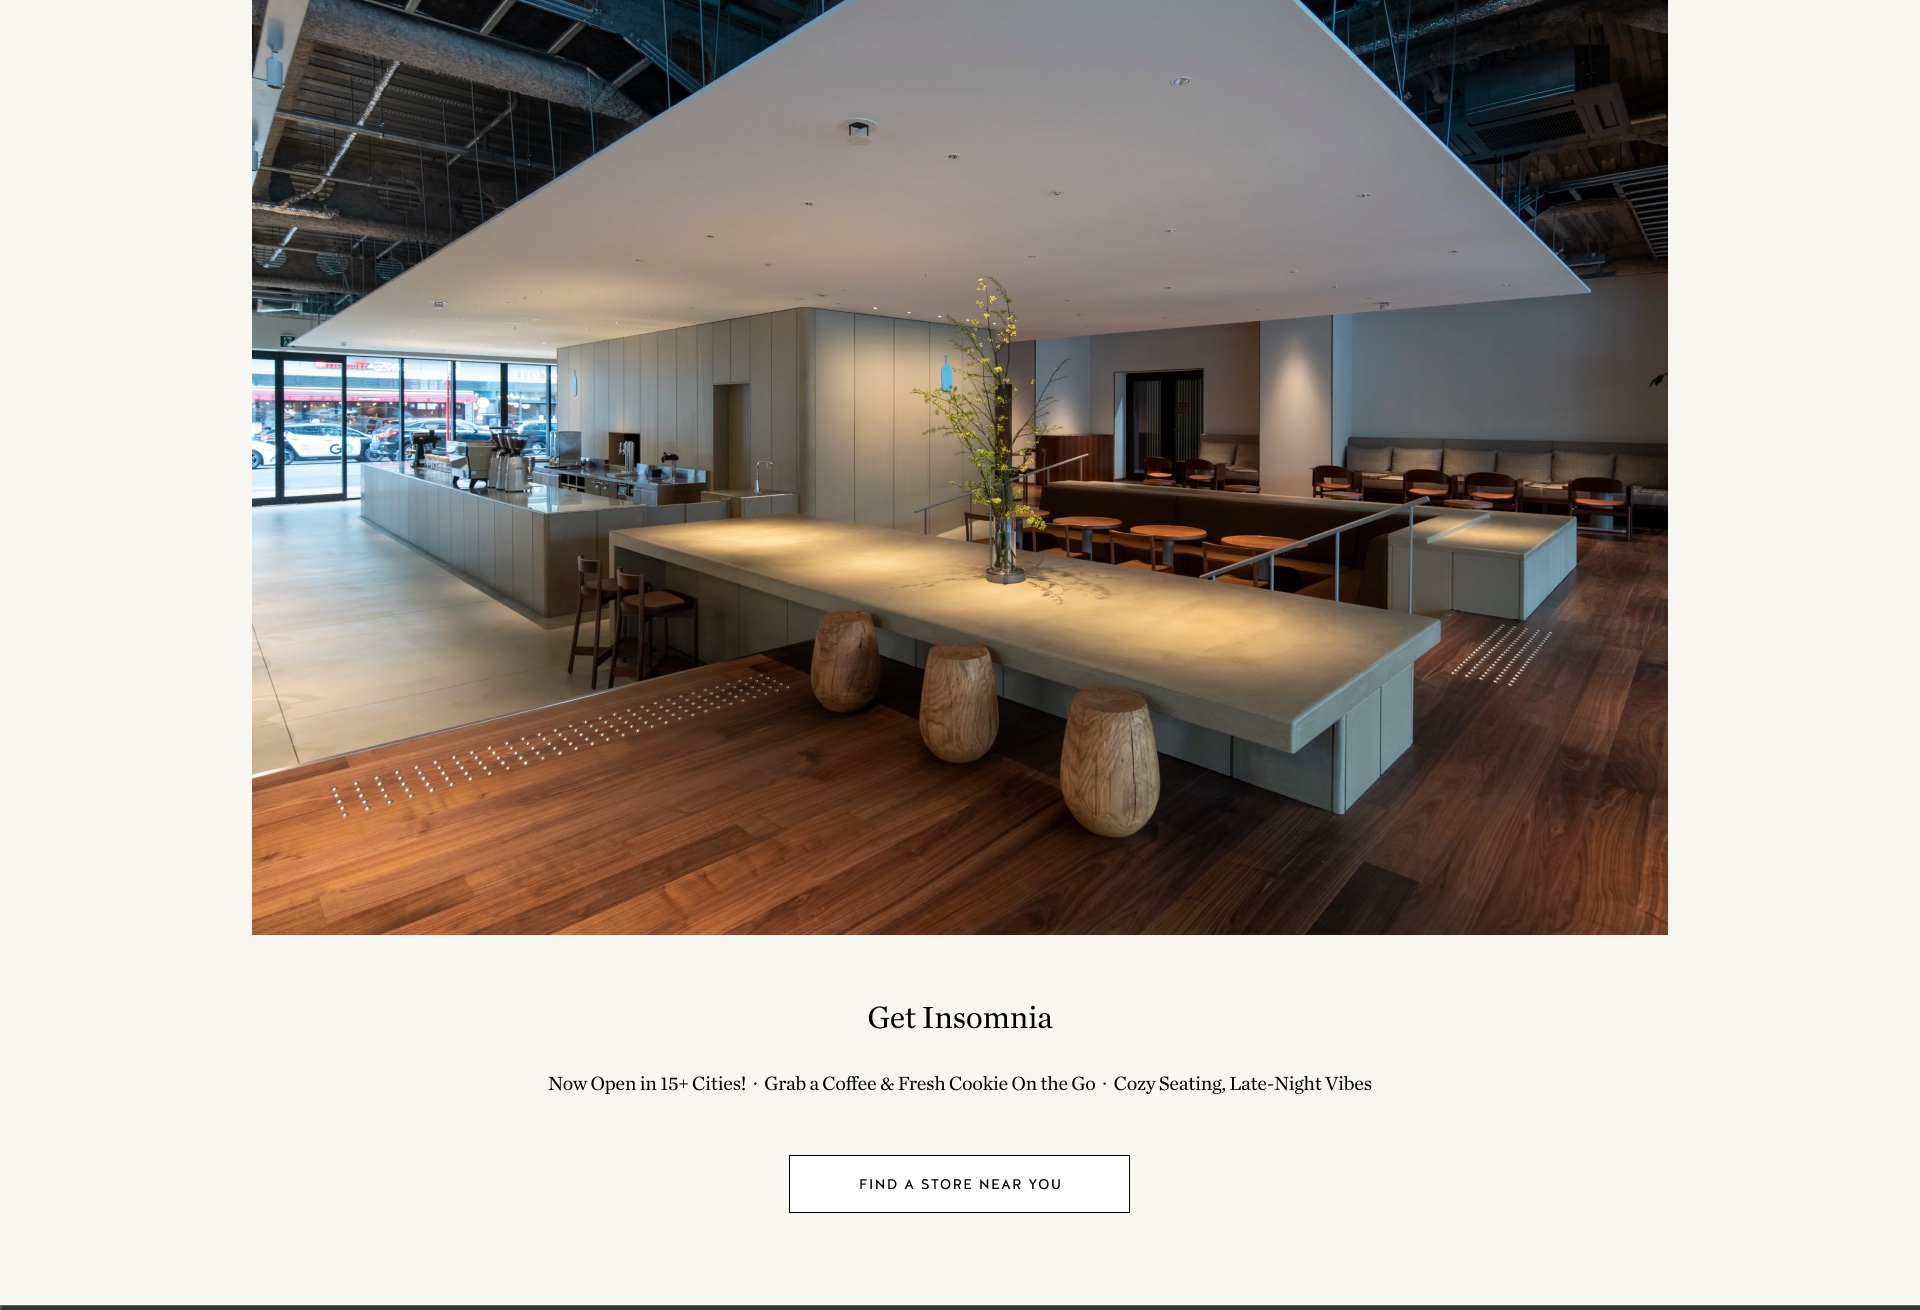 Get Insomnia
Now Open in 15+ Cities! · Grab a Coffee & Fresh Cookie On the Go · Cozy Seating, Late-Night Vibes
FIND A STORE NEAR YOU